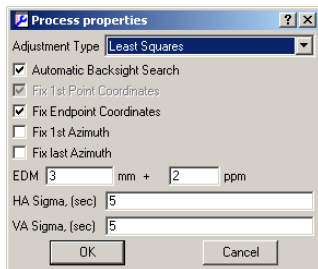 Process properties
Adjustment Type Least Squares
Automatic Backsight Search
Fix 1st Point Coordinates
Fix Endpoint Coordinates
Fix 1st Azimuth
Fix last Azimuth
EDM 3 mm + 2 ppm
HA Sigma, (sec) 5
VA Sigma, (sec) 5
OK Cancel